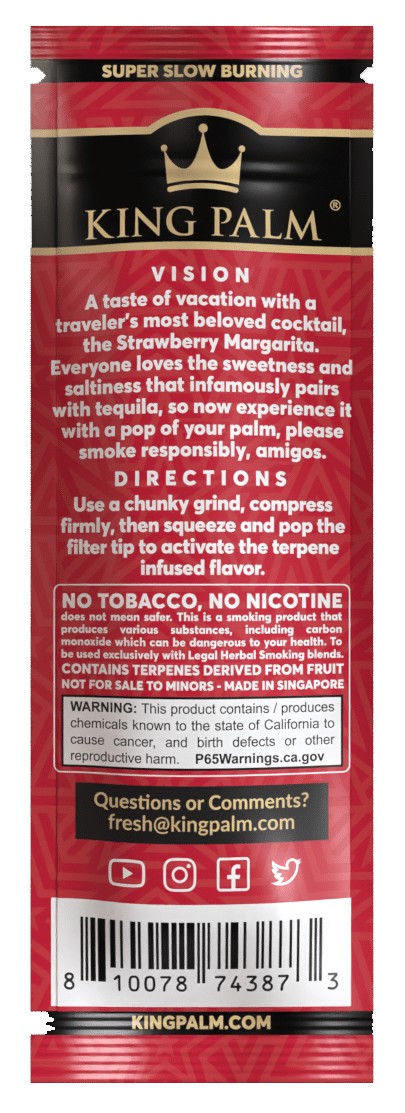 SUPER SLOW BURNING
KING PALM®
VISION
A taste of vacation with a
traveler's most beloved cocktail,
the Strawberry Margarita.
Everyone loves the sweetness and
saltiness that infamously pairs
with tequila, so now experience it
with a pop of your palm, please
smoke responsibly, amigos.
DIRECTIONS
Use a chunky grind, compress
firmly, then squeeze and pop the
filter tip to activate the terpene
infused flavor.
NO TOBACCO, NO NICOTINE
does not mean safer. This is a smoking product that
produces various substances, including carbon
monoxide which can be dangerous to your health. To
be used exclusively with Legal Herbal Smoking blends.
CONTAINS TERPENES DERIVED FROM FRUIT
NOT FOR SALE TO MINORS - MADE IN SINGAPORE
WARNING: This product contains / produces
chemicals known to the state of California to
cause cancer, and birth defects or other
reproductive harm. P65Warnings.ca.gov
Questions or Comments?
fresh@kingpalm.com
8 10078 74387 3
KINGPALM.COM